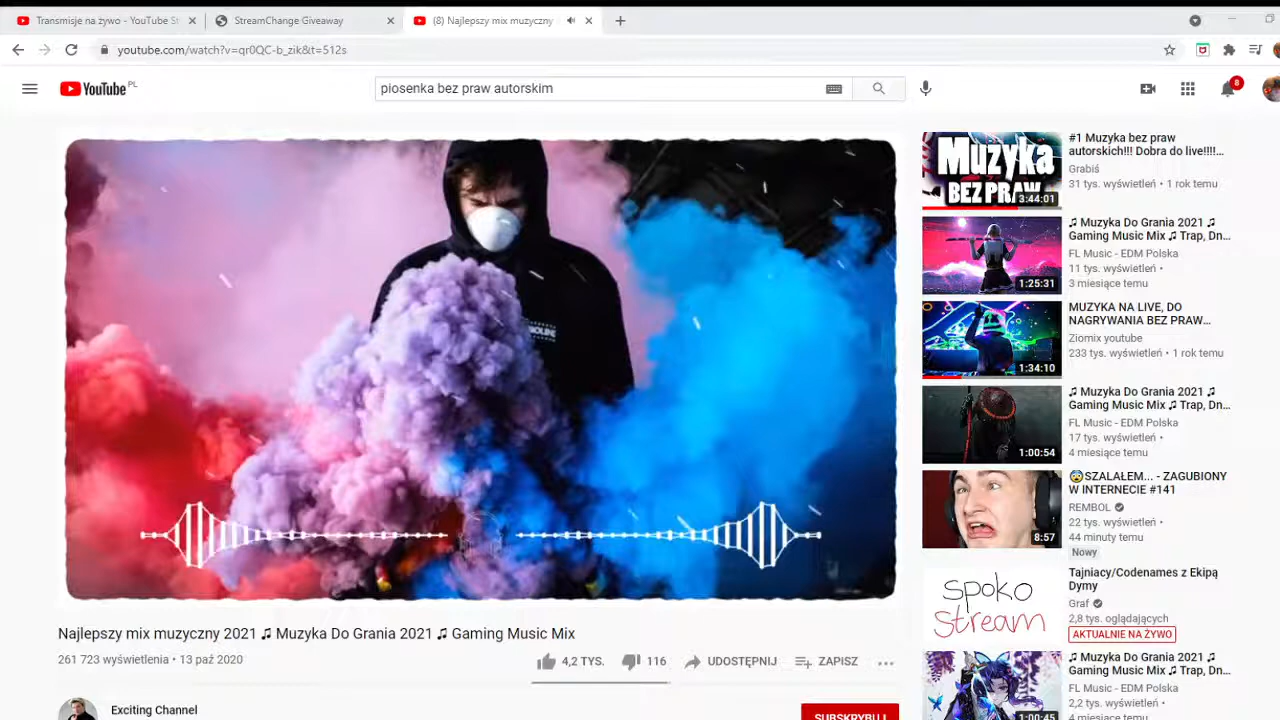 Transmisje na żywo - YouTube St
StreamChange Giveaway
(8) Najlepszy mix muzyczny
youtube.com/watch?v=qr0QC-b_zik&t=512s
YouTube PL
piosenka bez praw autorskim
8
Muzyka
BEZ PRAW
3:44:01
#1 Muzyka bez praw
autorskich!!! Dobra do live!!!!...
Grabiś
31 tys. wyświetleń • 1 rok temu
1:25:31
♫ Muzyka Do Grania 2021 ♫
Gaming Music Mix ♫ Trap, Dn...
FL Music - EDM Polska
11 tys. wyświetleń •
3 miesiące temu
1:34:10
MUZYKA NA LIVE, DO
NAGRYWANIA BEZ PRAW...
Ziomix youtube
233 tys. wyświetleń • 1 rok temu
1:00:54
♫ Muzyka Do Grania 2021 ♫
Gaming Music Mix ♫ Trap, Dn...
FL Music - EDM Polska
17 tys. wyświetleń •
4 miesiące temu
8:57
😨SZALAŁEM... - ZAGUBIONY
W INTERNECIE #141
REMBOL
22 tys. wyświetleń •
44 minuty temu
Nowy
spoko
stream
Tajniacy/Codenames z Ekipą
Dymy
Graf
2,8 tys. oglądających
AKTUALNIE NA ŻYWO
1:00:45
♫ Muzyka Do Grania 2021 ♫
Gaming Music Mix ♫ Trap, Dn...
FL Music - EDM Polska
2,2 tys. wyświetleń •
4 miesiące temu
Najlepszy mix muzyczny 2021 ♫ Muzyka Do Grania 2021 ♫ Gaming Music Mix
261 723 wyświetlenia • 13 paź 2020
4,2 TYS.
116
UDOSTĘPNIJ
ZAPISZ
Exciting Channel
SUBSKRYBUJ